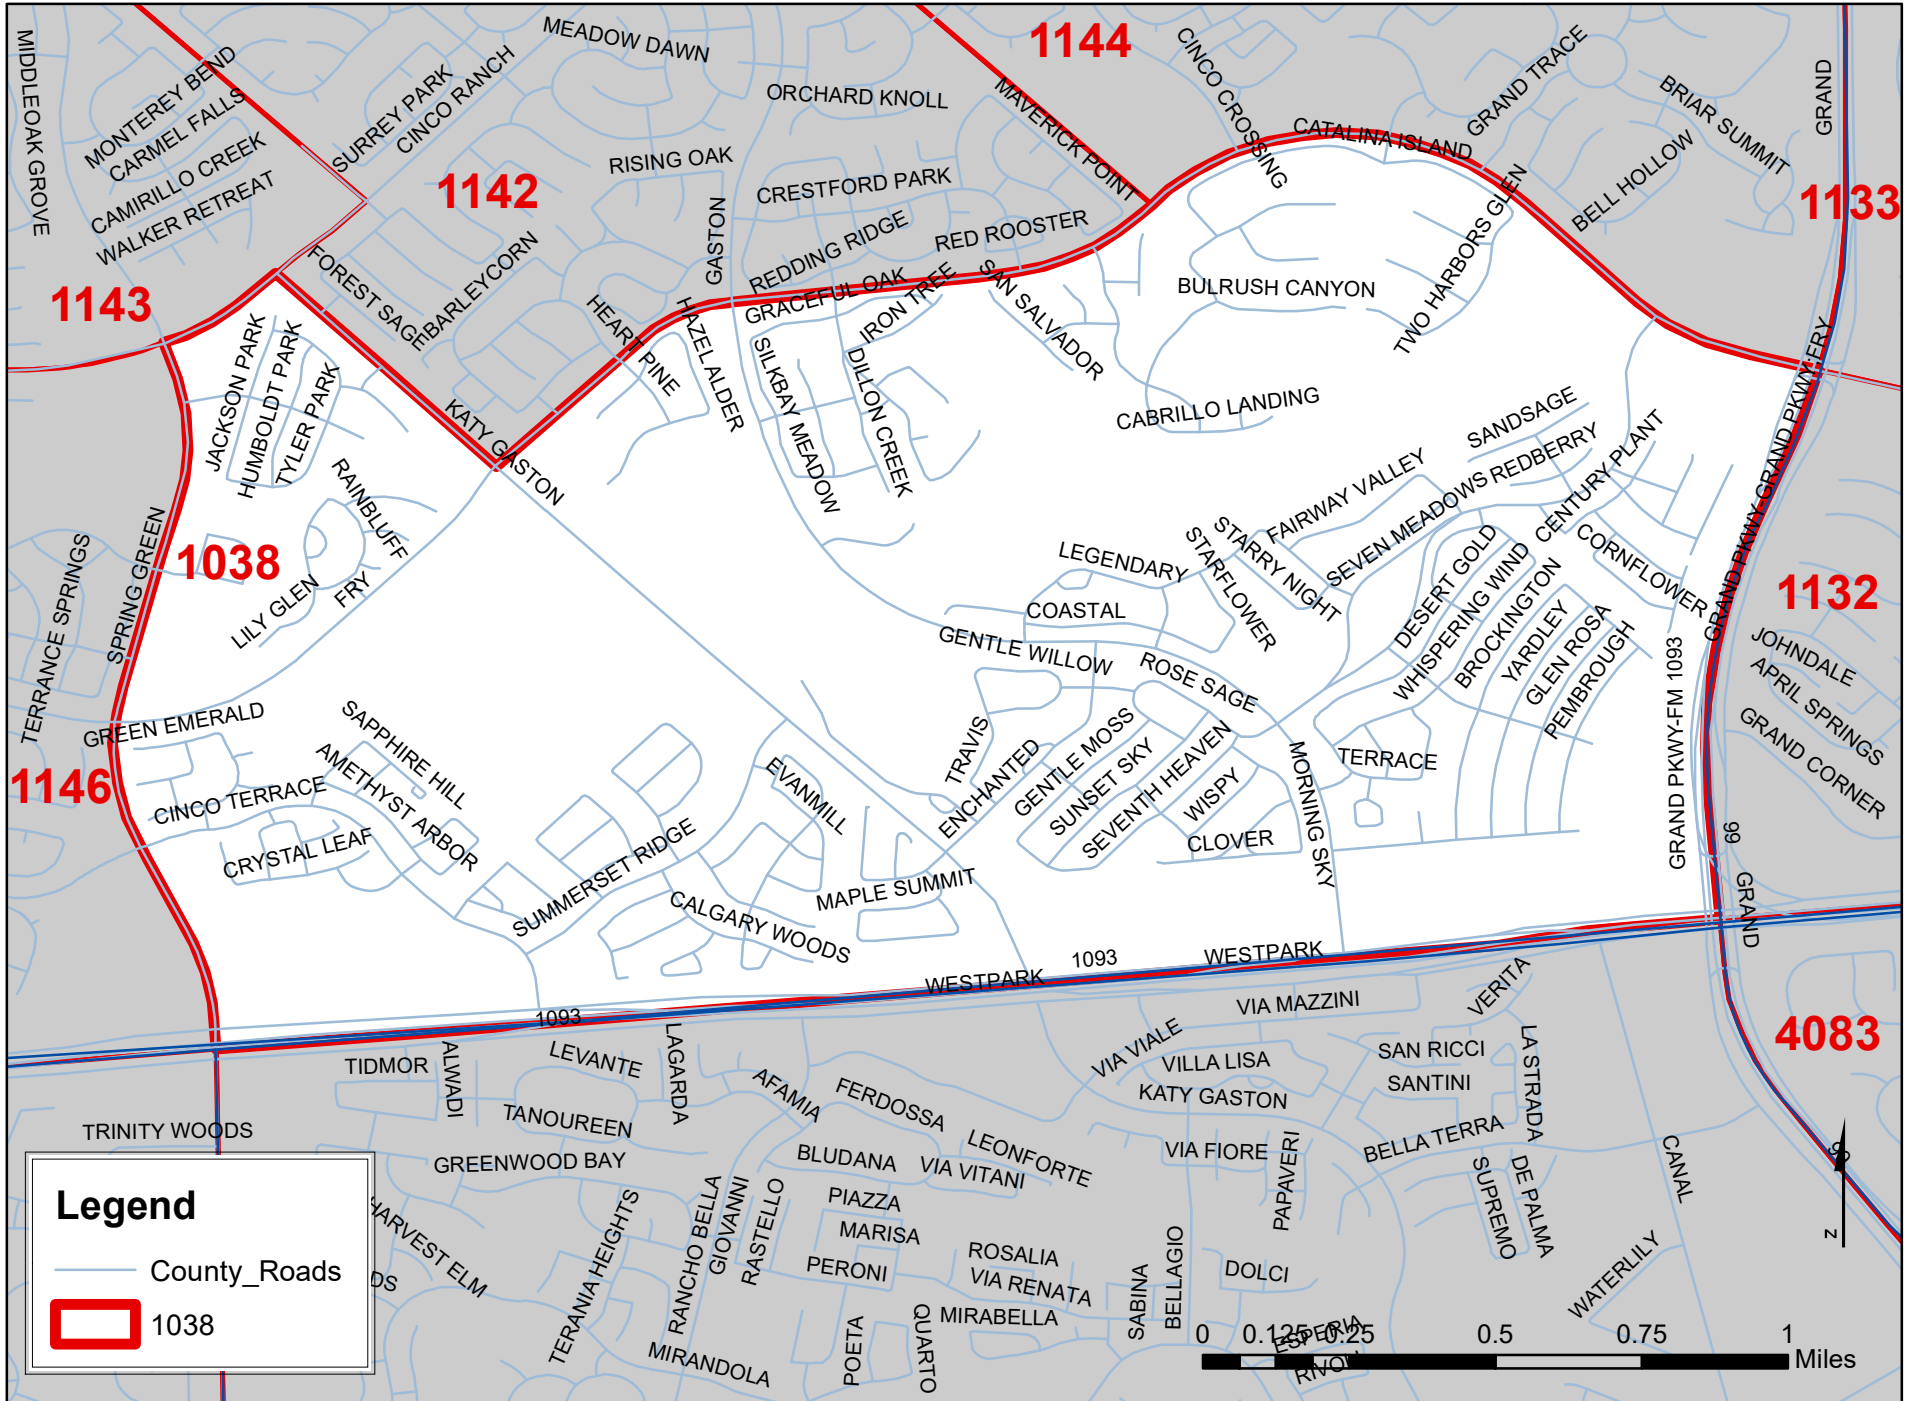 MIDDLEOAK GROVE
MONTEREY BEND
CARMEL FALLS
CAMIRILLO CREEK
WALKER RETREAT
SURREY PARK
CINCO RANCH
MEADOW DAWN
1142
RISING OAK
ORCHARD KNOLL
CRESTFORD PARK
GASTON
REDDING RIDGE
RED ROOSTER
1144
MAVERICK POINT
CINCO CROSSING
CATALINA ISLAND
GRAND TRACE
BRIAR SUMMIT
BELL HOLLOW
GRAND
1133
1143
FOREST SAGE
BARLEYCORN
HEART PINE
HAZEL ALDER
GRACEFUL OAK
IRON TREE
SAN SALVADOR
BULRUSH CANYON
TWO HARBORS GLEN
JACKSON PARK
HUMBOLDT PARK
TYLER PARK
KATY GASTON
SILKBAY MEADOW
DILLON CREEK
CABRILLO LANDING
SANDSAGE
REDBERRY
CENTURY PLANT
GRAND PKWY-GRAND PKWY
FRY
RAINBLUFF
1038
LILY GLEN
FRY
SPRING GREEN
TERRANCE SPRINGS
LEGENDARY
STARFLOWER
STARRY NIGHT
FAIRWAY VALLEY
SEVEN MEADOWS
DESERT GOLD
WHISPERING WIND
BROCKINGTON
YARDLEY
GLEN ROSA
PEMBROUGH
CORNFLOWER
1132
COASTAL
GENTLE WILLOW
ROSE SAGE
GRAND PKWY-FM 1093
JOHNDALE
APRIL SPRINGS
GRAND CORNER
GREEN EMERALD
SAPPHIRE HILL
AMETHYST ARBOR
1146
CINCO TERRACE
CRYSTAL LEAF
TRAVIS
ENCHANTED
GENTLE MOSS
SUNSET SKY
SEVENTH HEAVEN
WISPY
CLOVER
MORNING SKY
TERRACE
EVANMILL
SUMMERSET RIDGE
CALGARY WOODS
MAPLE SUMMIT
99
GRAND
WESTPARK
1093
WESTPARK
1093
TIDMOR
ALWADI
LEVANTE
LAGARDA
AFAMIA
FERDOSSA
VIA VIALE
VIA MAZZINI
VERITA
VILLA LISA
KATY GASTON
SAN RICCI
SANTINI
LA STRADA
4083
TRINITY WOODS
TANOUREEN
GREENWOOD BAY
LEONFORTE
BLUDANA
VIA VITANI
VIA FIORE
PAPAVERI
BELLA TERRA
SUPREMO
DE PALMA
CANAL
PIAZZA
MARISA
PERONI
HARVEST ELM
TERANIA HEIGHTS
RANCHO BELLA
GIOVANNI
RASTELLO
ROSALIA
VIA RENATA
MIRABELLA
SABINA
BELLAGIO
DOLCI
WATERLILY
MIRANDOLA
POETA
QUARTO
ESPERIA
Legend
County_Roads
1038
0 0.125 0.25 0.5 0.75 1
Miles
N